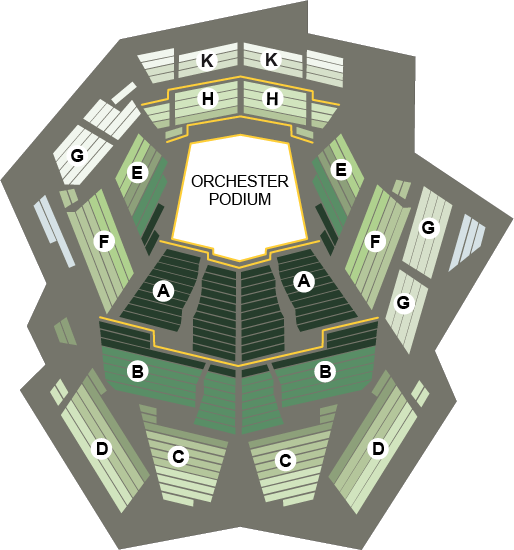 K K
H H
G
E E
ORCHESTER
PODIUM
F F
G
A A
G
B B
D D
C C